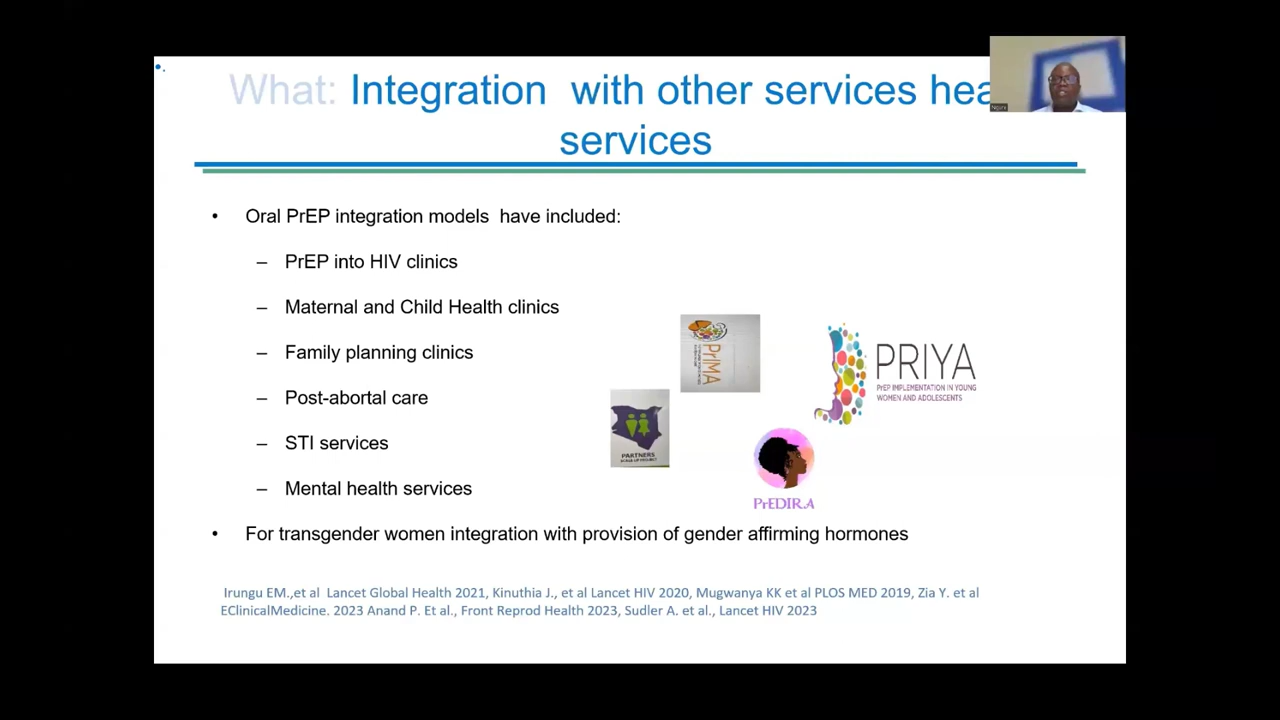 What: Integration with other services hea
services
• Oral PrEP integration models have included:
– PrEP into HIV clinics
– Maternal and Child Health clinics
– Family planning clinics
– Post-abortal care
– STI services
– Mental health services
• For transgender women integration with provision of gender affirming hormones
PrIMA
PRIYA
PrEP IMPLEMENTATION IN YOUNG
WOMEN AND ADOLESCENTS
PARTNERS
SCALE UP PROJECT
PrEDIR.A
Irungu EM.,et al Lancet Global Health 2021, Kinuthia J., et al Lancet HIV 2020, Mugwanya KK et al PLOS MED 2019, Zia Y. et al
EClinicalMedicine. 2023 Anand P. Et al., Front Reprod Health 2023, Sudler A. et al., Lancet HIV 2023